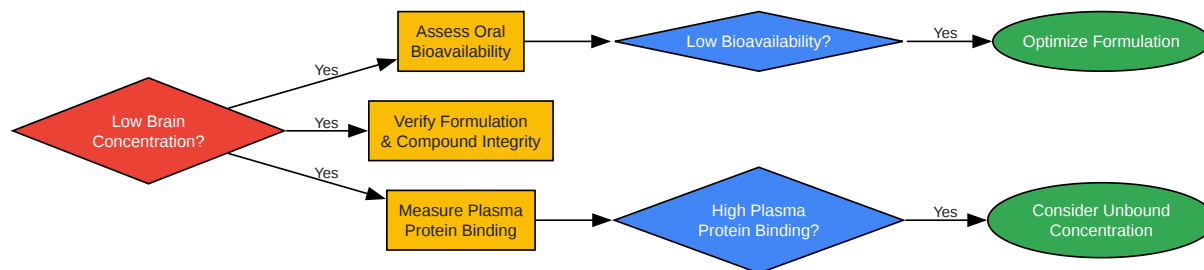 Assess Oral
Bioavailability
Low Bioavailability?
Yes
Optimize Formulation
Yes
Low Brain
Concentration?
Yes
Verify Formulation
& Compound Integrity
Yes
Measure Plasma
Protein Binding
High Plasma
Protein Binding?
Yes
Consider Unbound
Concentration